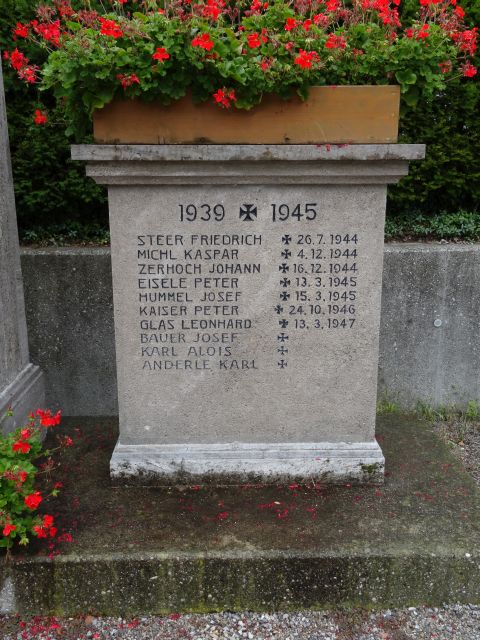 1939 ✠ 1945
STEER FRIEDRICH ✠ 26.7.1944
MICHL KASPAR ✠ 4.12.1944
ZERHOCH JOHANN ✠ 16.12.1944
EISELE PETER ✠ 13.3.1945
HUMMEL JOSEF ✠ 15.3.1945
KAISER PETER ✠ 24.10.1946
GLAS LEONHARD ✠ 13.3.1947
BAUER JOSEF ✠
KARL ALOIS ✠
ANDERLE KARL ✠